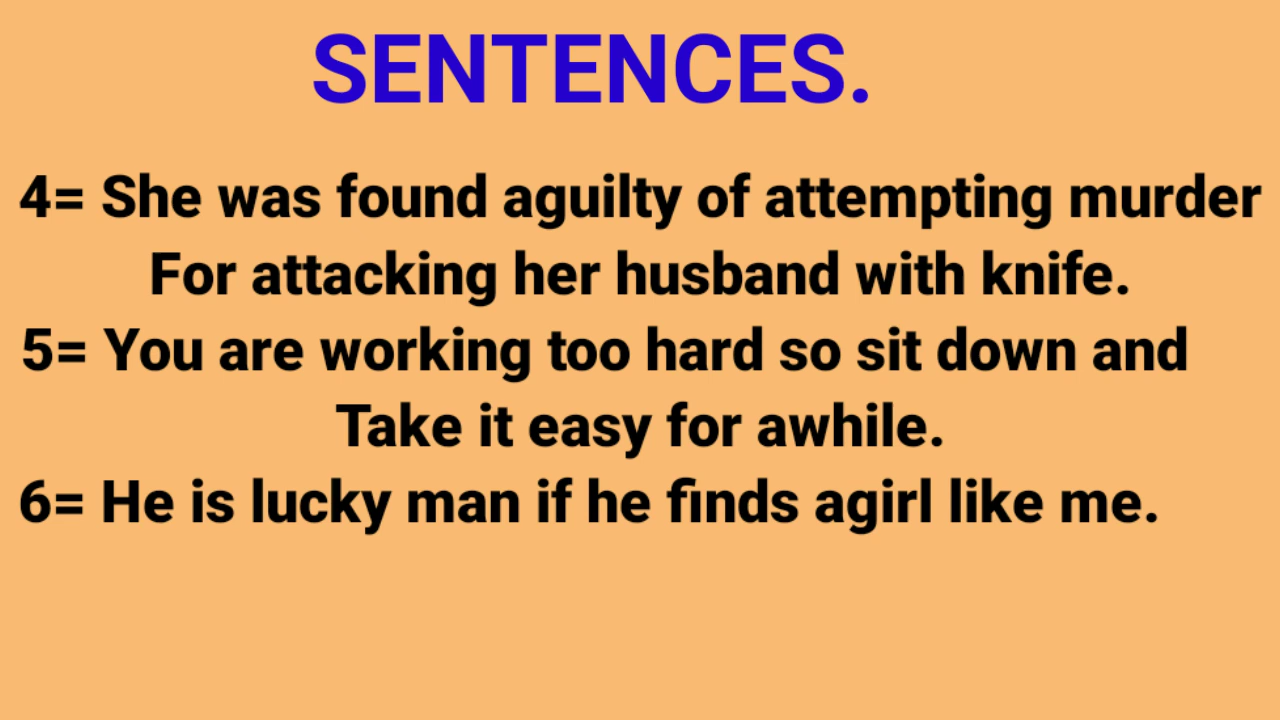 SENTENCES.
4= She was found aguilty of attempting murder
For attacking her husband with knife.
5= You are working too hard so sit down and
Take it easy for awhile.
6= He is lucky man if he finds agirl like me.